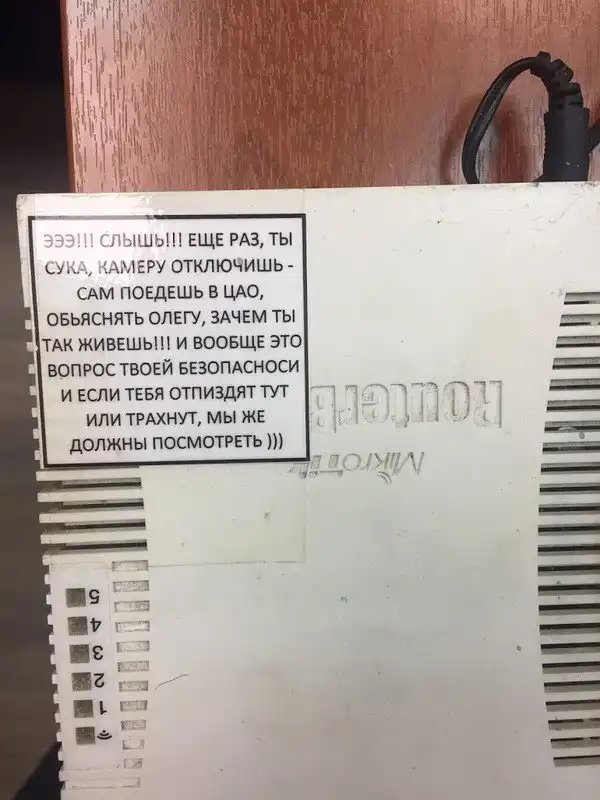 ЭЭЭ!!! СЛЫШЬ!!! ЕЩЕ РАЗ, ТЫ
СУКА, КАМЕРУ ОТКЛЮЧИШЬ -
САМ ПОЕДЕШЬ В ЦАО,
ОБЬЯСНЯТЬ ОЛЕГУ, ЗАЧЕМ ТЫ
ТАК ЖИВЕШЬ!!! И ВООБЩЕ ЭТО
ВОПРОС ТВОЕЙ БЕЗОПАСНОСИ
И ЕСЛИ ТЕБЯ ОТПИЗДЯТ ТУТ
ИЛИ ТРАХНУТ, МЫ ЖЕ
ДОЛЖНЫ ПОСМОТРЕТЬ )))
RouterB
MikroTik
5
4
3
2
1